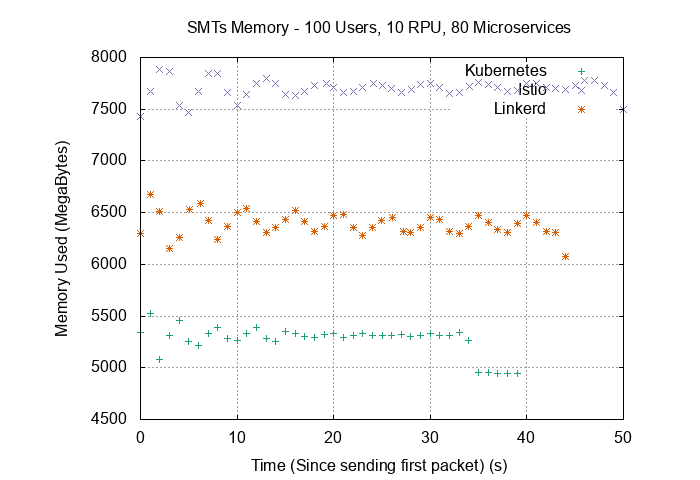 SMTs Memory - 100 Users, 10 RPU, 80 Microservices
8000
7500
7000
6500
6000
5500
5000
4500
Memory Used (MegaBytes)
Kubernetes
Istio
Linkerd
0 10 20 30 40 50
Time (Since sending first packet) (s)